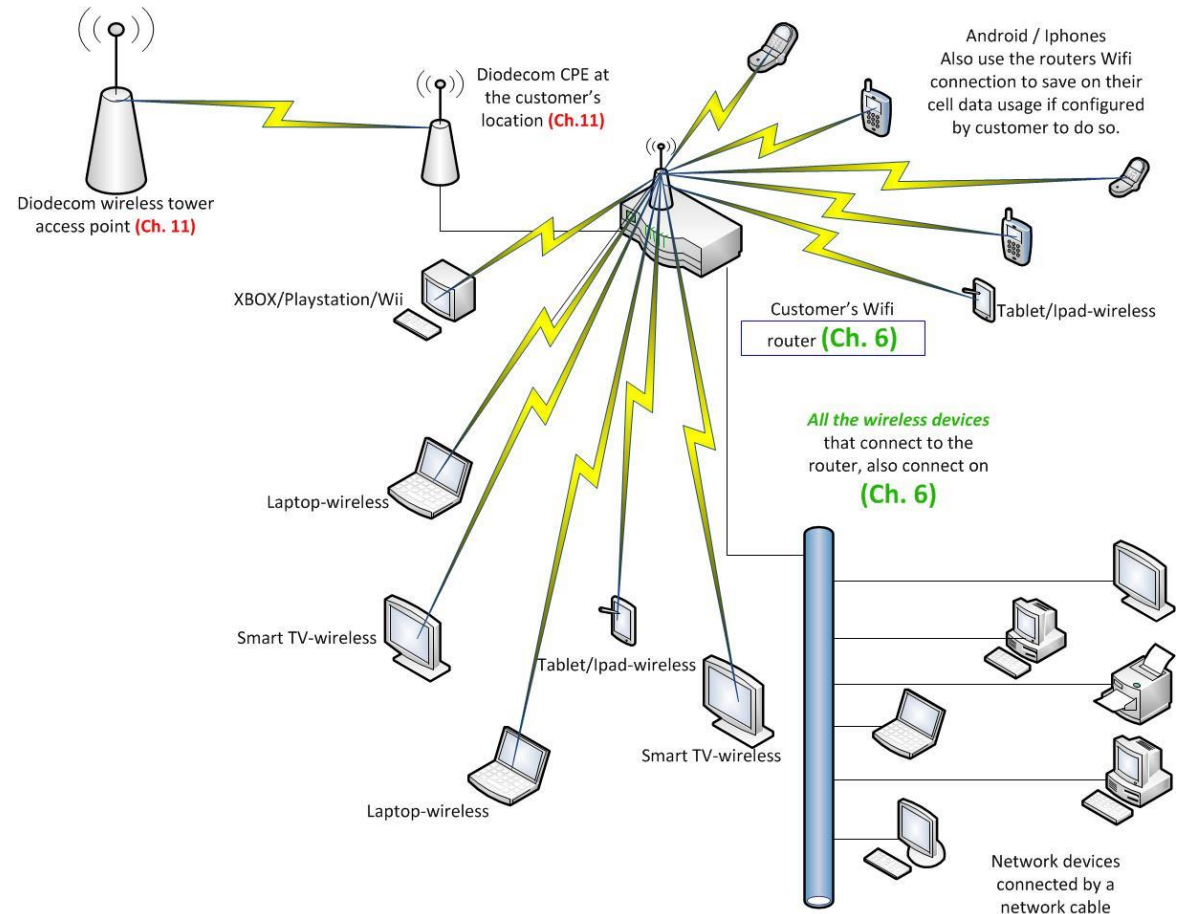 Android / Iphones
Also use the routers Wifi
connection to save on their
cell data usage if configured
by customer to do so.
Diodecom CPE at
the customer's
location (Ch.11)
Diodecom wireless tower
access point (Ch. 11)
XBOX/Playstation/Wii
Tablet/Ipad-wireless
Customer's Wifi
router (Ch. 6)
All the wireless devices
that connect to the
router, also connect on
(Ch. 6)
Laptop-wireless
Smart TV-wireless
Tablet/Ipad-wireless
Smart TV-wireless
Laptop-wireless
Network devices
connected by a
network cable